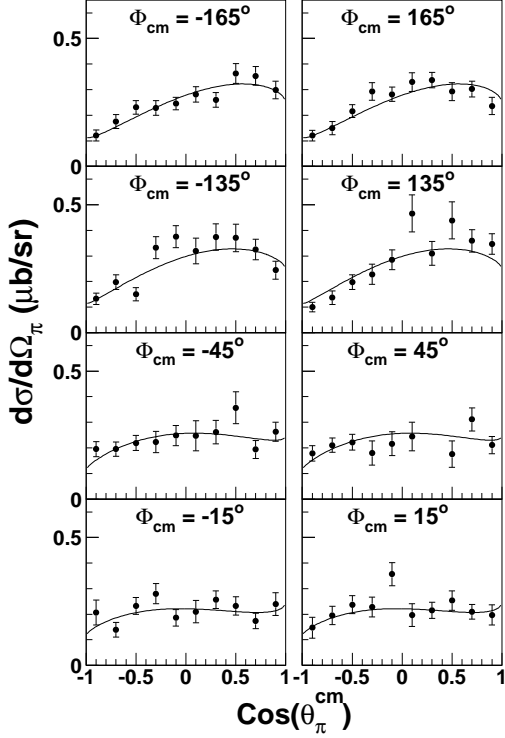 Φcm = -165°
Φcm = 165°
0.5
0
Φcm = -135°
Φcm = 135°
0.5
0
Φcm = -45°
Φcm = 45°
0.5
0
Φcm = -15°
Φcm = 15°
0.5
0
dσ/dΩπ (μb/sr)
-1 -0.5 0 0.5 1
-1 -0.5 0 0.5 1
Cos(θπcm)